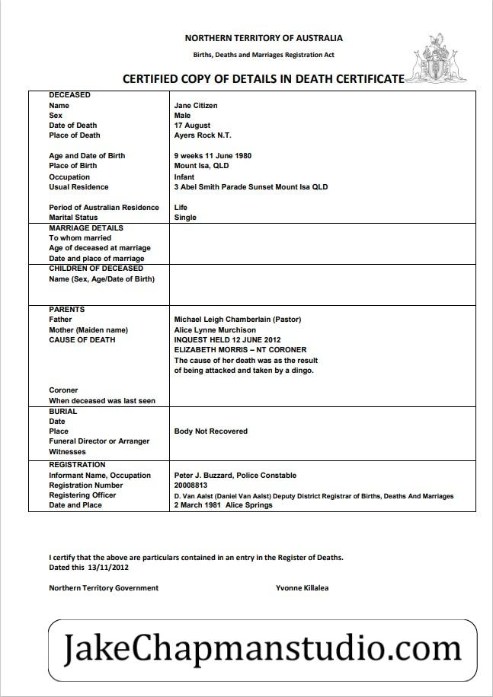 NORTHERN TERRITORY OF AUSTRALIA
Births, Deaths and Marriages Registration Act
CERTIFIED COPY OF DETAILS IN DEATH CERTIFICATE
DECEASED
Name Jane Citizen
Sex Male
Date of Death 17 August
Place of Death Ayers Rock N.T.
Age and Date of Birth 9 weeks 11 June 1980
Place of Birth Mount Isa, QLD
Occupation Infant
Usual Residence 3 Abel Smith Parade Sunset Mount Isa QLD
Period of Australian Residence Life
Marital Status Single
MARRIAGE DETAILS
To whom married
Age of deceased at marriage
Date and place of marriage
CHILDREN OF DECEASED
Name (Sex, Age/Date of Birth)
PARENTS
Father Michael Leigh Chamberlain (Pastor)
Mother (Maiden name) Alice Lynne Murchison
CAUSE OF DEATH INQUEST HELD 12 JUNE 2012
ELIZABETH MORRIS – NT CORONER
The cause of her death was as the result
of being attacked and taken by a dingo.
Coroner
When deceased was last seen
BURIAL
Date
Place Body Not Recovered
Funeral Director or Arranger
Witnesses
REGISTRATION
Informant Name, Occupation Peter J. Buzzard, Police Constable
Registration Number 20008813
Registering Officer D. Van Aalst (Daniel Van Aalst) Deputy District Registrar of Births, Deaths And Marriages
Date and Place 2 March 1981 Alice Springs
I certify that the above are particulars contained in an entry in the Register of Deaths.
Dated this 13/11/2012
Northern Territory Government Yvonne Killalea
JakeChapmanstudio.com